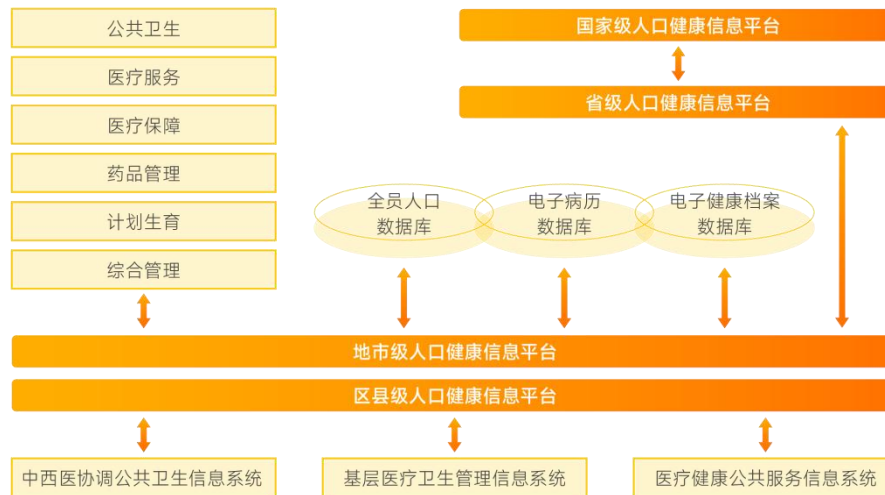 公共卫生
医疗服务
医疗保障
药品管理
计划生育
综合管理
国家级人口健康信息平台
省级人口健康信息平台
全员人口
数据库
电子病历
数据库
电子健康档案
数据库
地市级人口健康信息平台
区县级人口健康信息平台
中西医协调公共卫生信息系统
基层医疗卫生管理信息系统
医疗健康公共服务信息系统